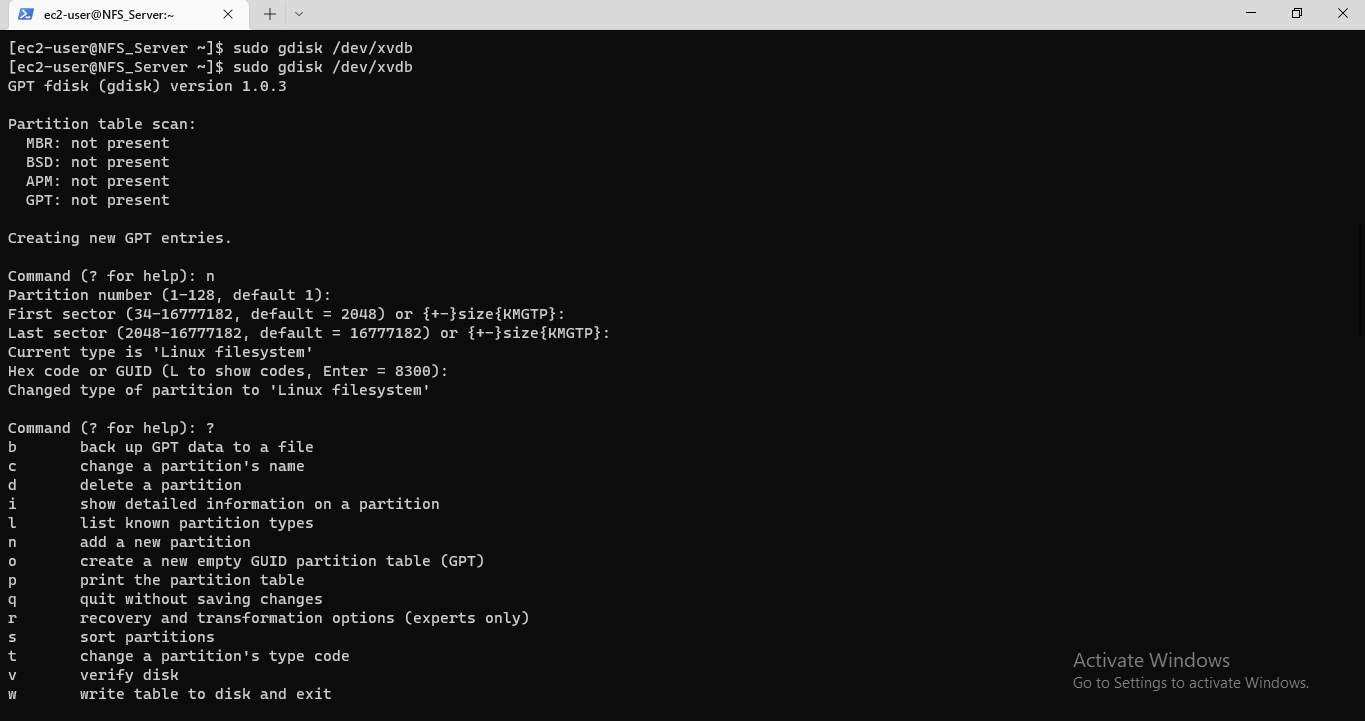 ec2-user@NFS_Server:~
[ec2-user@NFS_Server ~]$ sudo gdisk /dev/xvdb
[ec2-user@NFS_Server ~]$ sudo gdisk /dev/xvdb
GPT fdisk (gdisk) version 1.0.3

Partition table scan:
  MBR: not present
  BSD: not present
  APM: not present
  GPT: not present

Creating new GPT entries.

Command (? for help): n
Partition number (1-128, default 1):
First sector (34-16777182, default = 2048) or {+-}size{KMGTP}:
Last sector (2048-16777182, default = 16777182) or {+-}size{KMGTP}:
Current type is 'Linux filesystem'
Hex code or GUID (L to show codes, Enter = 8300):
Changed type of partition to 'Linux filesystem'

Command (? for help): ?
b       back up GPT data to a file
c       change a partition's name
d       delete a partition
i       show detailed information on a partition
l       list known partition types
n       add a new partition
o       create a new empty GUID partition table (GPT)
p       print the partition table
q       quit without saving changes
r       recovery and transformation options (experts only)
s       sort partitions
t       change a partition's type code
v       verify disk
w       write table to disk and exit
Activate Windows
Go to Settings to activate Windows.